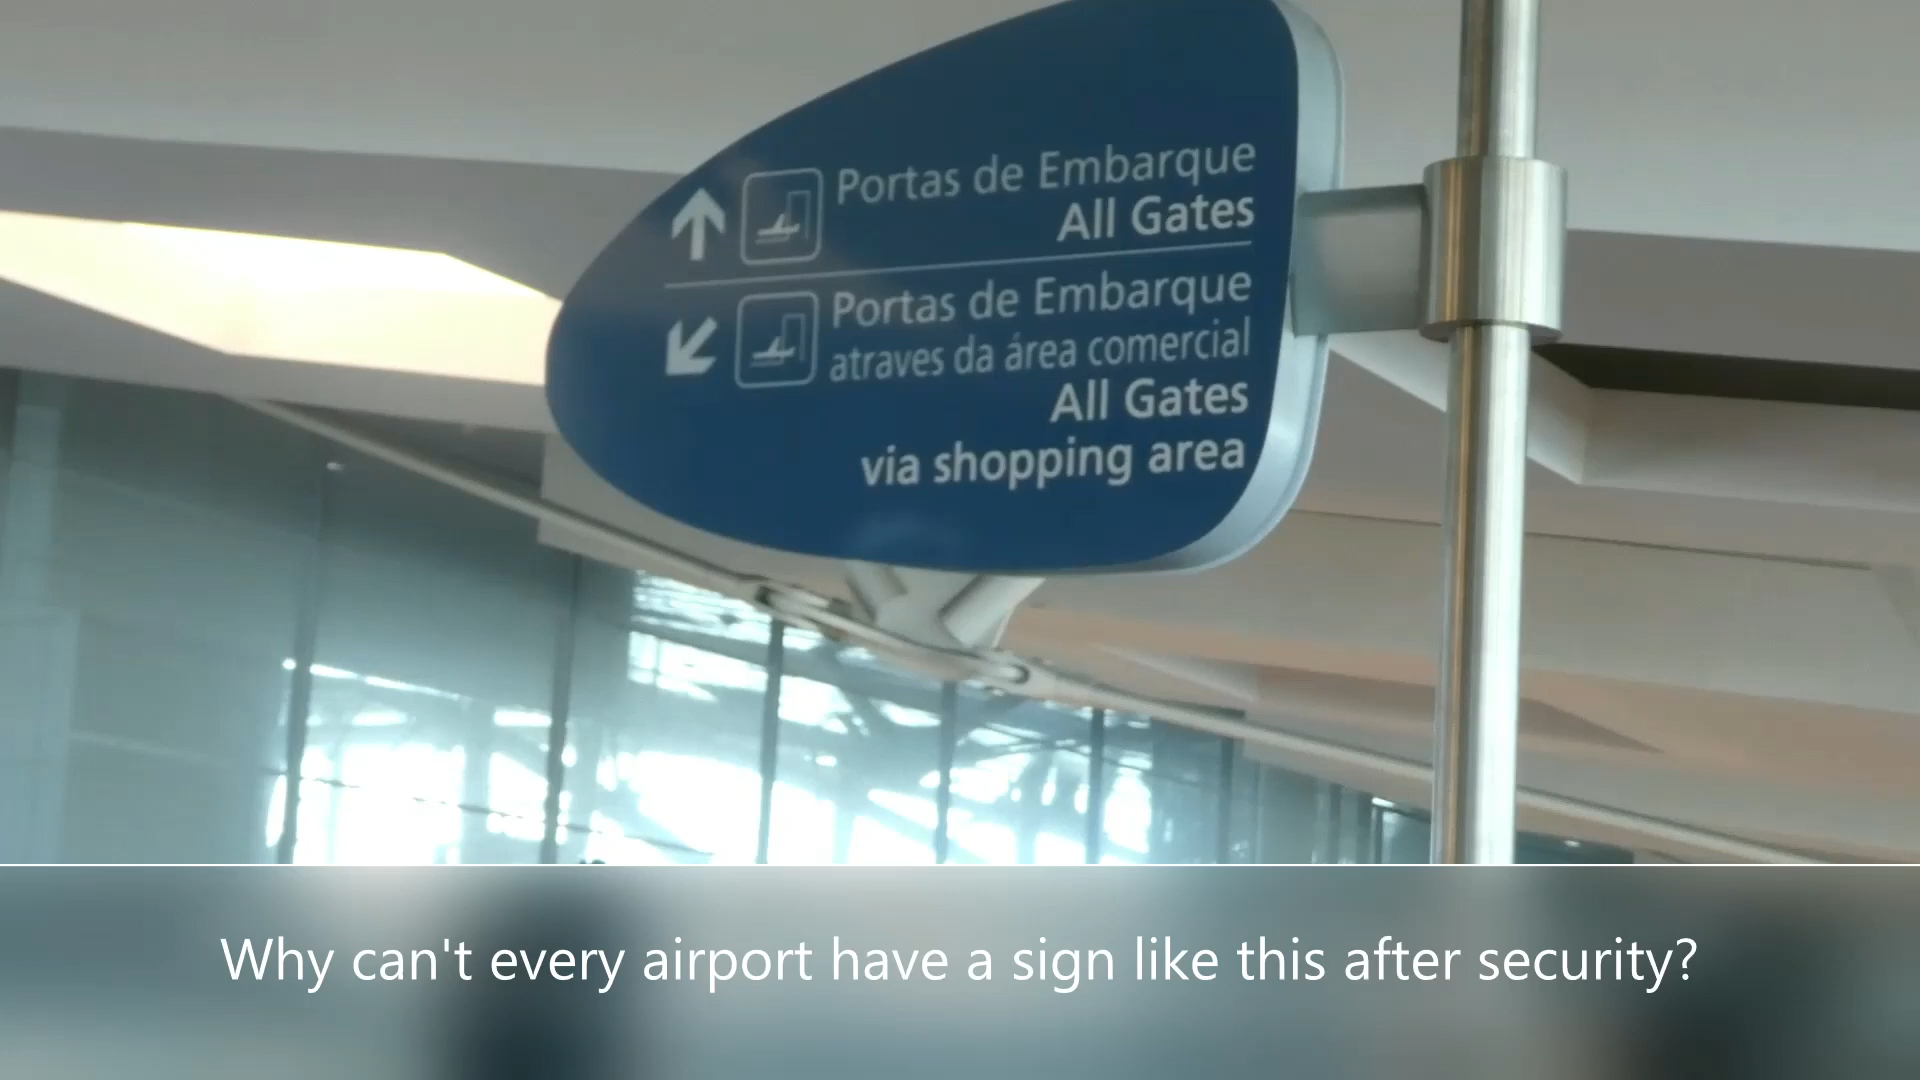 Portas de Embarque
All Gates
Portas de Embarque
atraves da área comercial
All Gates
via shopping area
Why can't every airport have a sign like this after security?